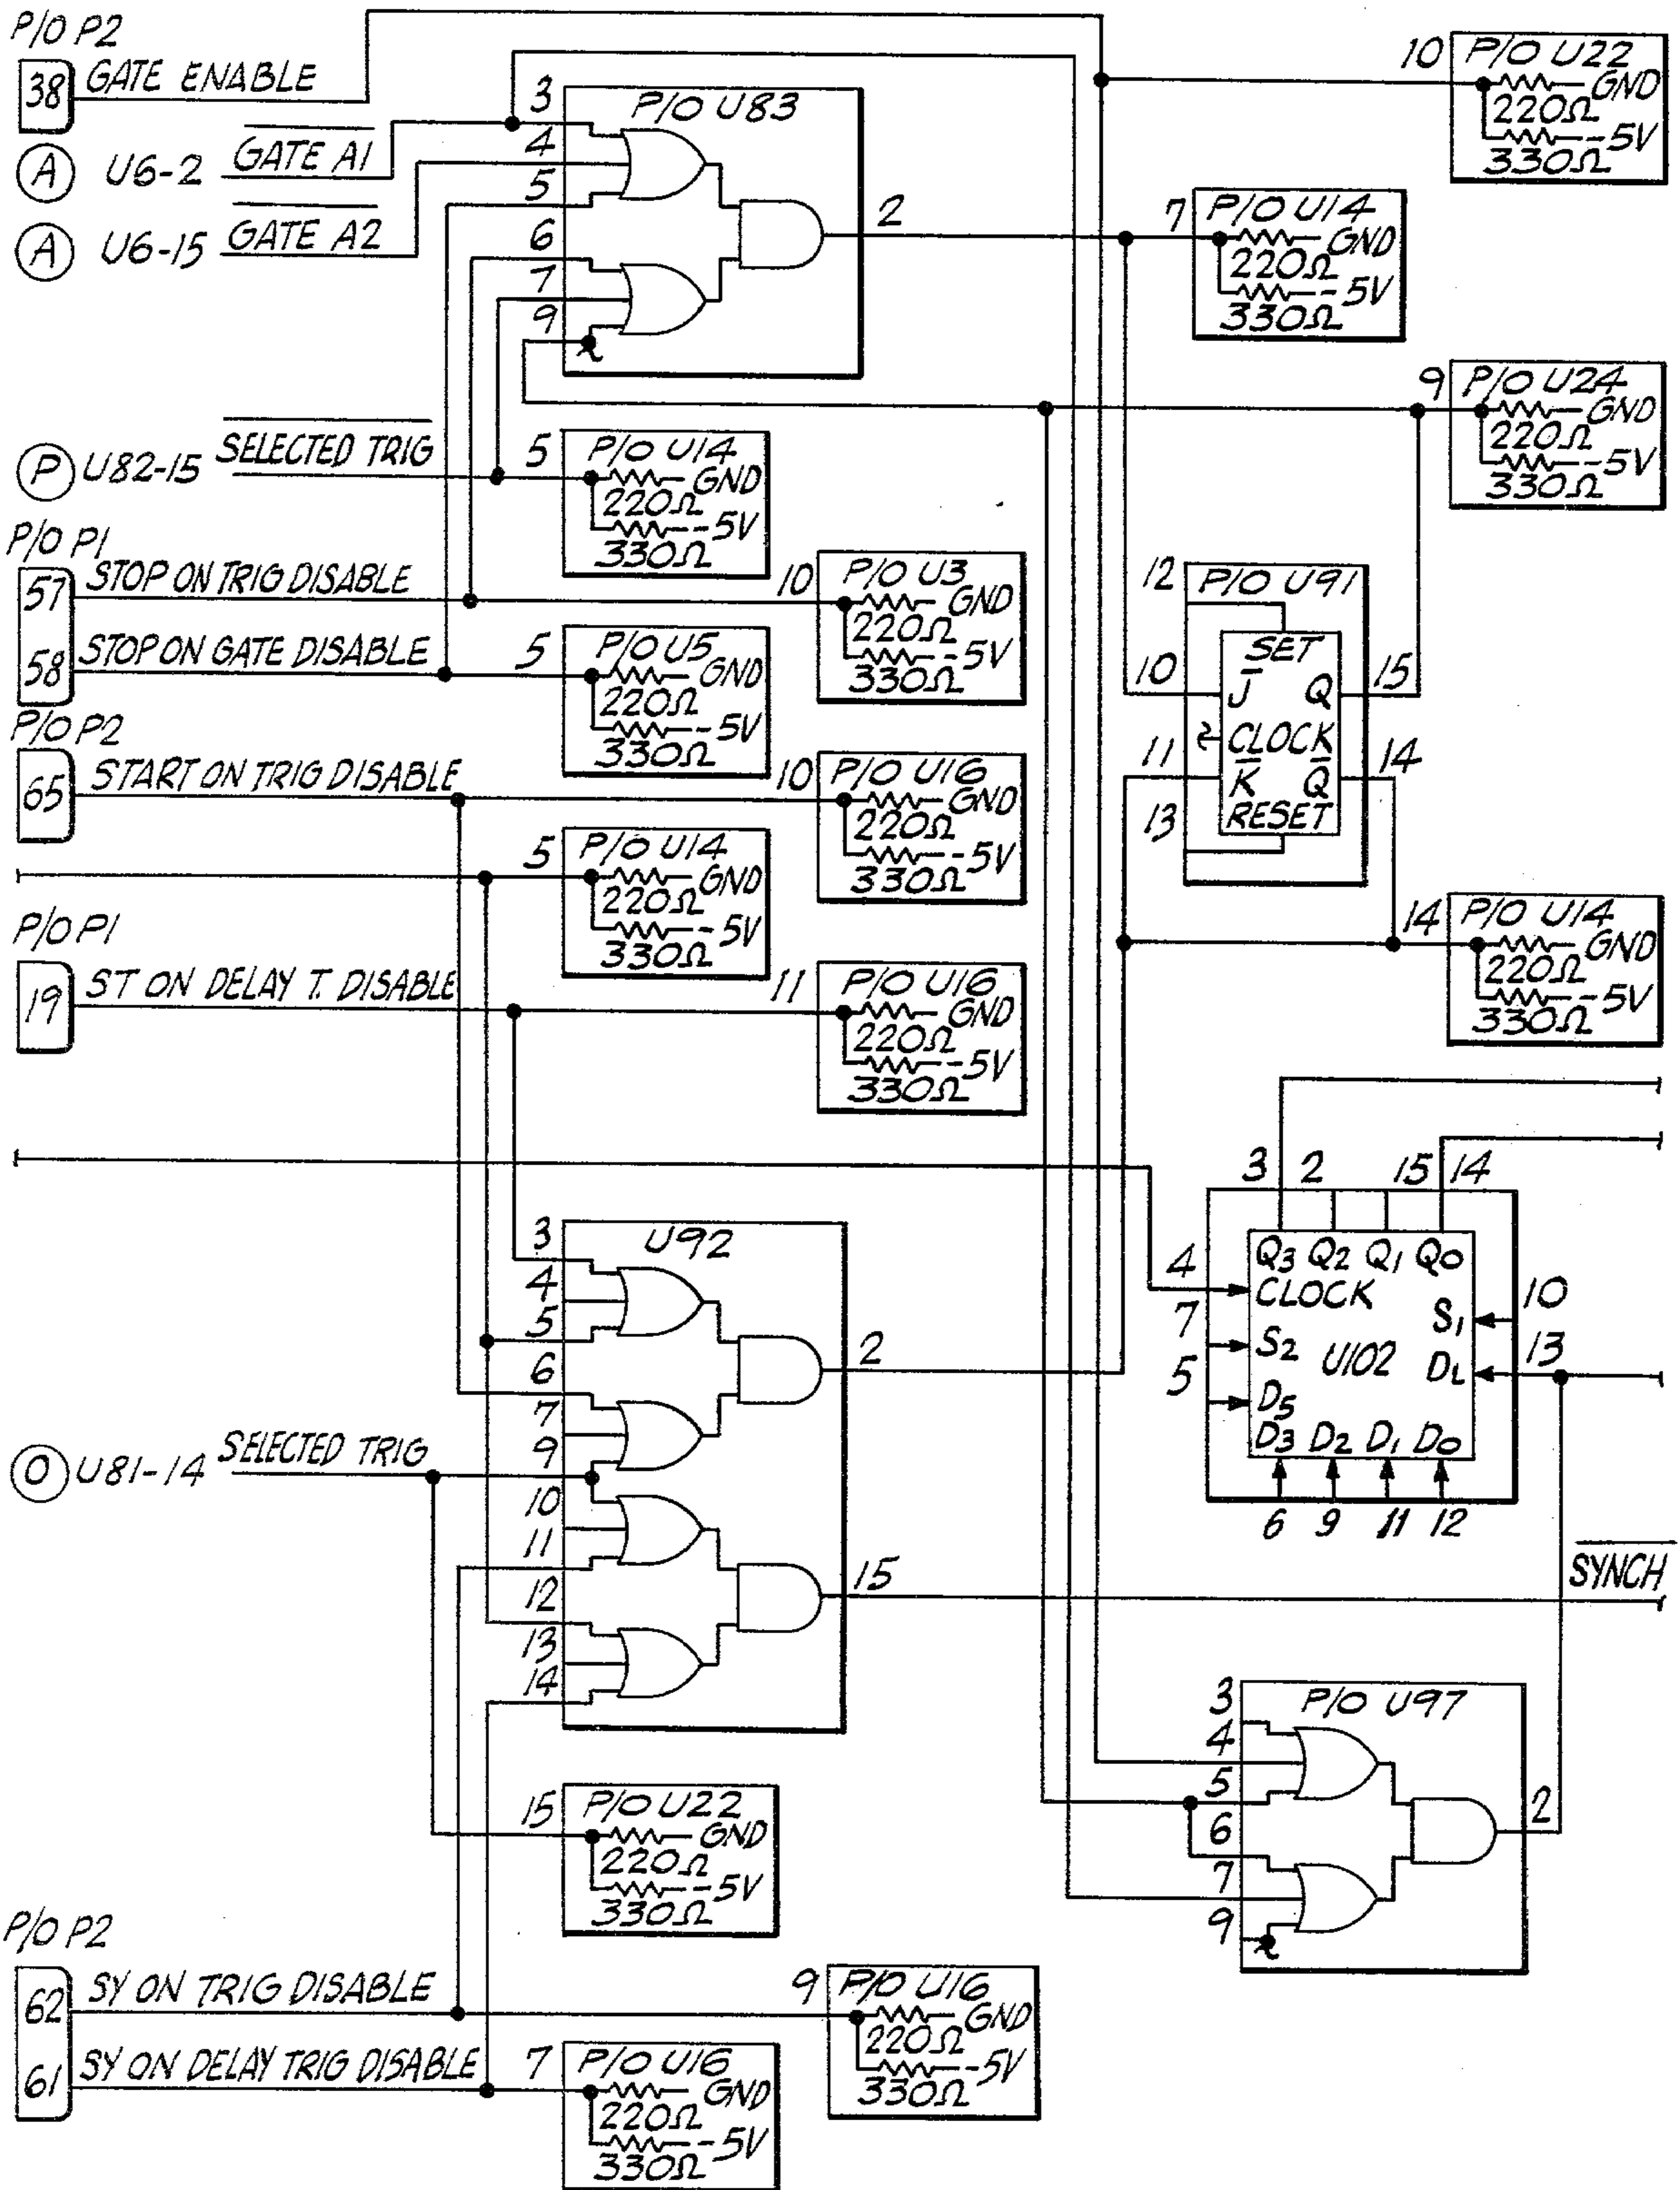 P/O P2
38 GATE ENABLE
A U6-2 GATE A1
A U6-15 GATE A2
3
4
5
6
7
9
P/O U83
2
10 P/O U22
GND
220Ω
-5V
330Ω
7 P/O U14
GND
220Ω
-5V
330Ω
9 P/O U24
GND
220Ω
-5V
330Ω
P U82-15 SELECTED TRIG
5 P/O U14
GND
220Ω
-5V
330Ω
P/O P1
57 STOP ON TRIG DISABLE
10 P/O U3
GND
220Ω
-5V
330Ω
58 STOP ON GATE DISABLE
5 P/O U5
GND
220Ω
-5V
330Ω
12 P/O U91
SET
10 J Q 15
CLOCK
11 K Q 14
13 RESET
P/O P2
65 START ON TRIG DISABLE
10 P/O U16
GND
220Ω
-5V
330Ω
5 P/O U14
GND
220Ω
-5V
330Ω
14 P/O U14
GND
220Ω
-5V
330Ω
P/O P1
19 ST ON DELAY T. DISABLE
11 P/O U16
GND
220Ω
-5V
330Ω
3 2 15 14
Q3 Q2 Q1 Q0
4 CLOCK
S1 10
7 S2 U102
DL 13
5 D5
D3 D2 D1 D0
6 9 11 12
U92
3
4
5
6
7
9
10
11
12
13
14
2
15
O U81-14 SELECTED TRIG
SYNCH
P/O U97
3
4
5
6
7
9
2
15 P/O U22
GND
220Ω
-5V
330Ω
P/O P2
62 SY ON TRIG DISABLE
9 P/O U16
GND
220Ω
-5V
330Ω
61 SY ON DELAY TRIG DISABLE
7 P/O U16
GND
220Ω
-5V
330Ω